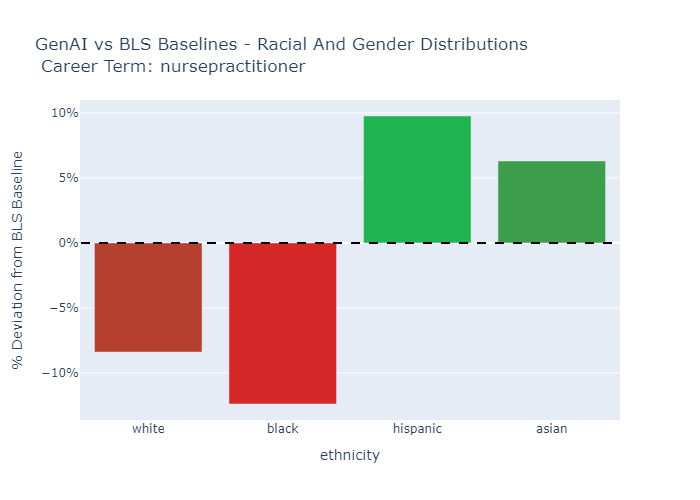 GenAI vs BLS Baselines - Racial And Gender Distributions
Career Term: nursepractitioner
10%
5%
0%
−5%
−10%
% Deviation from BLS Baseline
white black hispanic asian
ethnicity